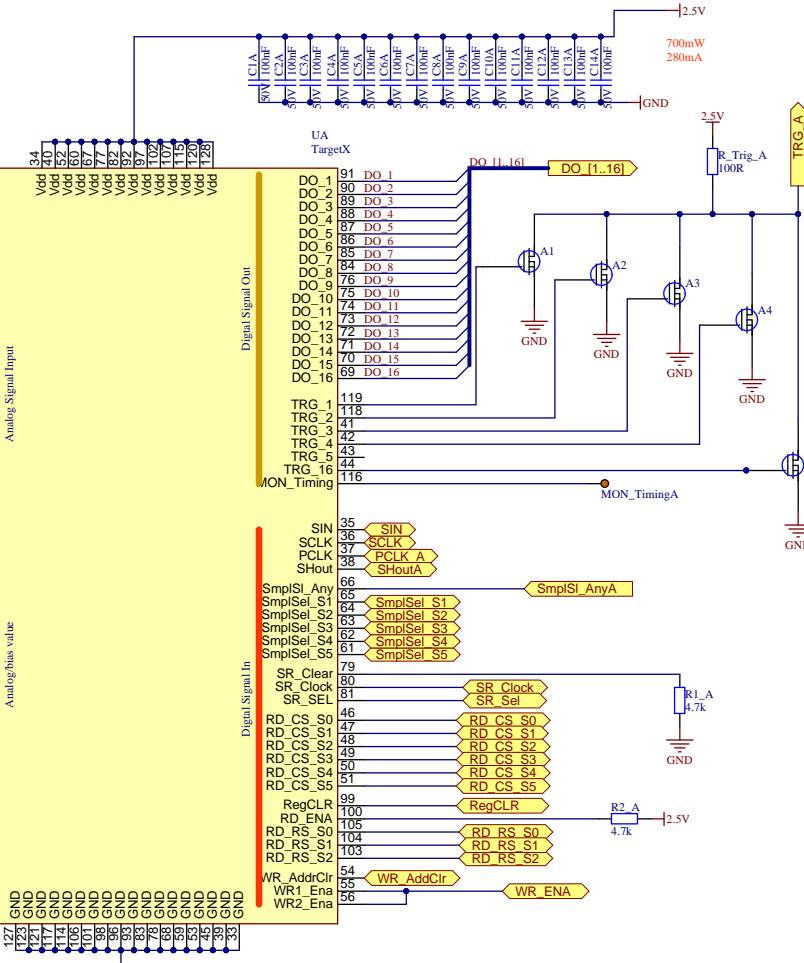 2.5V
700mW
280mA
C1A 100nF 50V
C2A 100nF 50V
C3A 100nF 50V
C4A 100nF 50V
C5A 100nF 50V
C6A 100nF 50V
C7A 100nF 50V
C8A 100nF 50V
C9A 100nF 50V
C10A 100nF 50V
C11A 100nF 50V
C12A 100nF 50V
C13A 100nF 50V
C14A 100nF 50V
GND
2.5V
R_Trig_A
100R
TRG_A
UA
TargetX
34 Vdd
40 Vdd
52 Vdd
60 Vdd
67 Vdd
77 Vdd
82 Vdd
92 Vdd
97 Vdd
102 Vdd
107 Vdd
115 Vdd
120 Vdd
128 Vdd
DO_[1..16]
DO_[1..16]
DO_1 91 DO_1
DO_2 90 DO_2
DO_3 89 DO_3
DO_4 88 DO_4
DO_5 87 DO_5
DO_6 86 DO_6
DO_7 85 DO_7
DO_8 84 DO_8
DO_9 76 DO_9
DO_10 75 DO_10
DO_11 74 DO_11
DO_12 73 DO_12
DO_13 72 DO_13
DO_14 71 DO_14
DO_15 70 DO_15
DO_16 69 DO_16
Digtal Signal Out
Analog Signal Input
A1
GND
A2
GND
A3
GND
A4
GND
TRG_1 119
TRG_2 118
TRG_3 41
TRG_4 42
TRG_5 43
TRG_16 44
MON_Timing 116
MON_TimingA
GND
SIN 35 SIN
SCLK 36 SCLK
PCLK 37 PCLK_A
SHout 38 SHoutA
SmplSl_Any 66 SmplSl_AnyA
SmplSel_S1 65 SmplSel_S1
SmplSel_S2 64 SmplSel_S2
SmplSel_S3 63 SmplSel_S3
SmplSel_S4 62 SmplSel_S4
SmplSel_S5 61 SmplSel_S5
Analog/bias value
Digtal Signal In
SR_Clear 79
SR_Clock 80 SR_Clock
SR_SEL 81 SR_Sel
R1_A
4.7k
GND
RD_CS_S0 46 RD_CS_S0
RD_CS_S1 47 RD_CS_S1
RD_CS_S2 48 RD_CS_S2
RD_CS_S3 49 RD_CS_S3
RD_CS_S4 50 RD_CS_S4
RD_CS_S5 51 RD_CS_S5
RegCLR 99 RegCLR
RD_ENA 100
R2_A
4.7k
2.5V
RD_RS_S0 105 RD_RS_S0
RD_RS_S1 104 RD_RS_S1
RD_RS_S2 103 RD_RS_S2
WR_AddrClr 54 WR_AddClr
WR1_Ena 55 WR_ENA
WR2_Ena 56
GND 127
GND 123
GND 121
GND 117
GND 114
GND 106
GND 101
GND 98
GND 96
GND 93
GND 83
GND 78
GND 68
GND 59
GND 53
GND 45
GND 39
GND 33